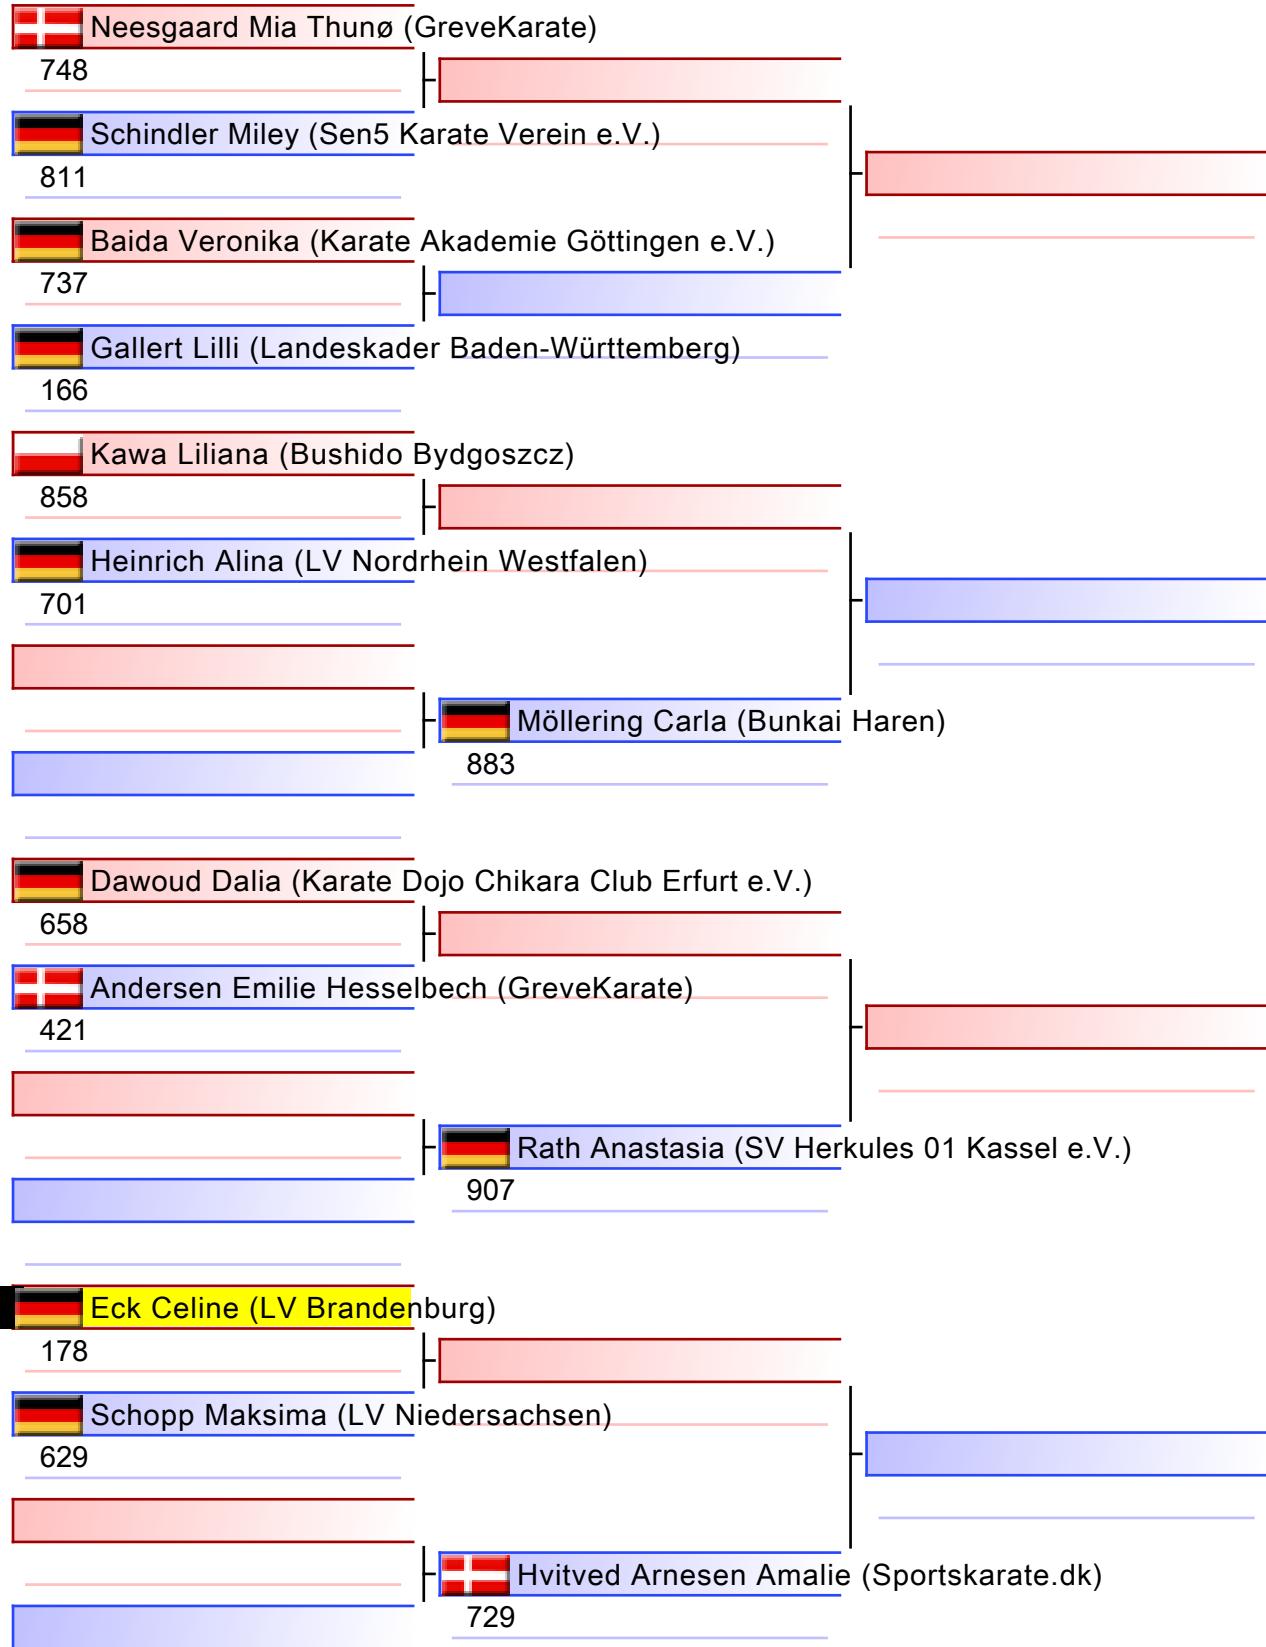 Neesgaard Mia Thunø (GreveKarate)
748
Schindler Miley (Sen5 Karate Verein e.V.)
811
Baida Veronika (Karate Akademie Göttingen e.V.)
737
Gallert Lilli (Landeskader Baden-Württemberg)
166
Kawa Liliana (Bushido Bydgoszcz)
858
Heinrich Alina (LV Nordrhein Westfalen)
701
Möllering Carla (Bunkai Haren)
883
Dawoud Dalia (Karate Dojo Chikara Club Erfurt e.V.)
658
Andersen Emilie Hesselbech (GreveKarate)
421
Rath Anastasia (SV Herkules 01 Kassel e.V.)
907
Eck Celine (LV Brandenburg)
178
Schopp Maksima (LV Niedersachsen)
629
Hvitved Arnesen Amalie (Sportskarate.dk)
729